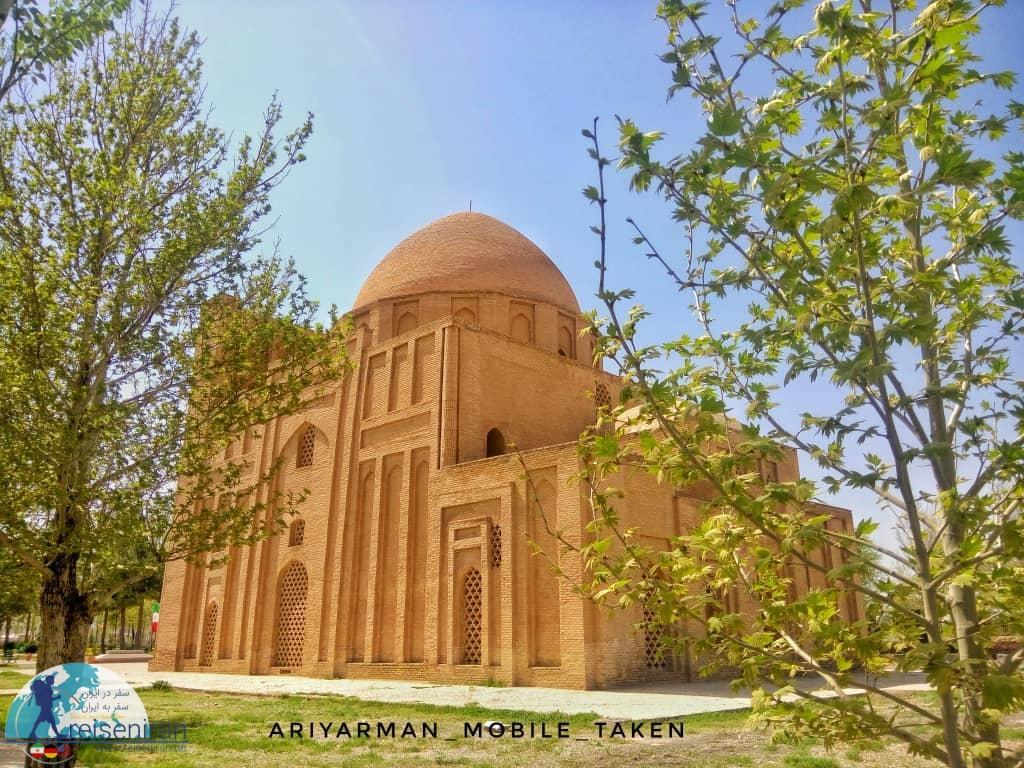 سفر در ایران
سفر به ایران
reiseniran
ARIYARMAN_MOBILE_TAKEN